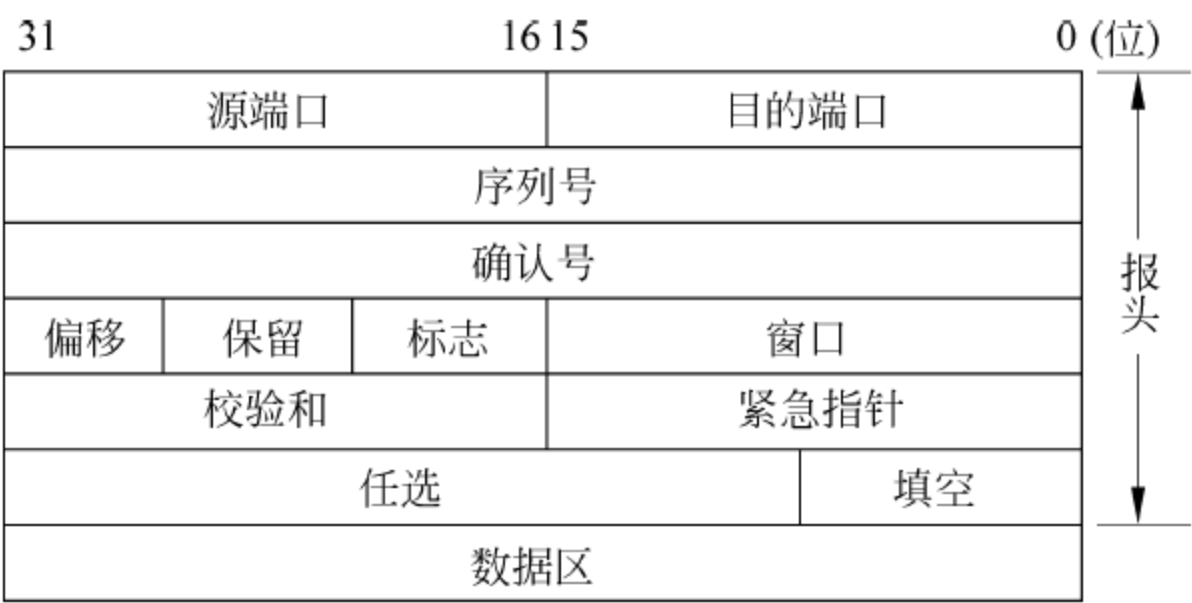 31 16 15 0 (位)
源端口 目的端口
序列号
确认号
偏移 保留 标志 窗口
校验和 紧急指针
任选 填空
数据区
报头